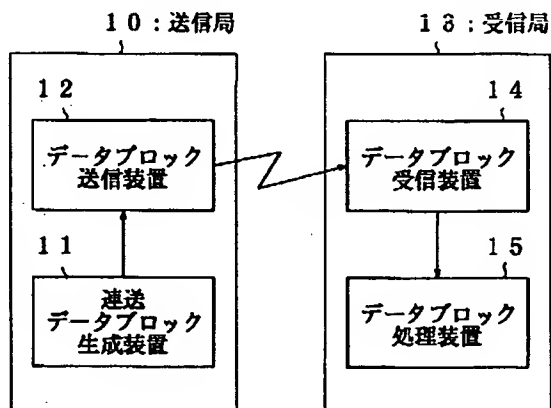 10:送信局
13:受信局
12
データブロック
送信装置
14
データブロック
受信装置
11
連送
データブロック
生成装置
15
データブロック
処理装置